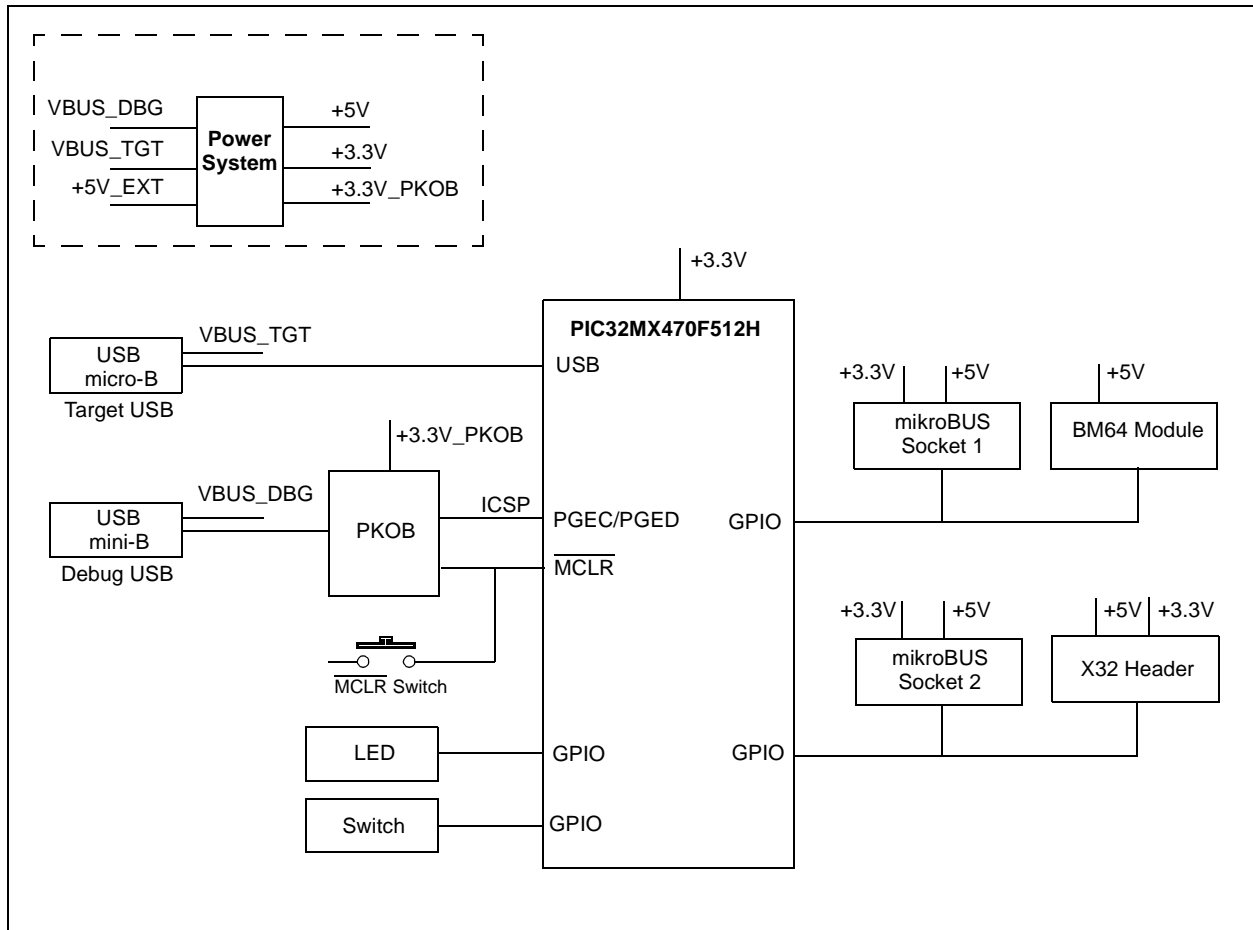 VBUS_DBG
VBUS_TGT
+5V_EXT
Power
System
+5V
+3.3V
+3.3V_PKOB
+3.3V
PIC32MX470F512H
USB
micro-B
Target USB
VBUS_TGT
USB
+3.3V_PKOB
USB
mini-B
Debug USB
VBUS_DBG
PKOB
ICSP
PGEC/PGED
MCLR
MCLR Switch
LED
GPIO
Switch
GPIO
GPIO
+3.3V
+5V
mikroBUS
Socket 1
+5V
BM64 Module
GPIO
+3.3V
+5V
mikroBUS
Socket 2
+5V
+3.3V
X32 Header